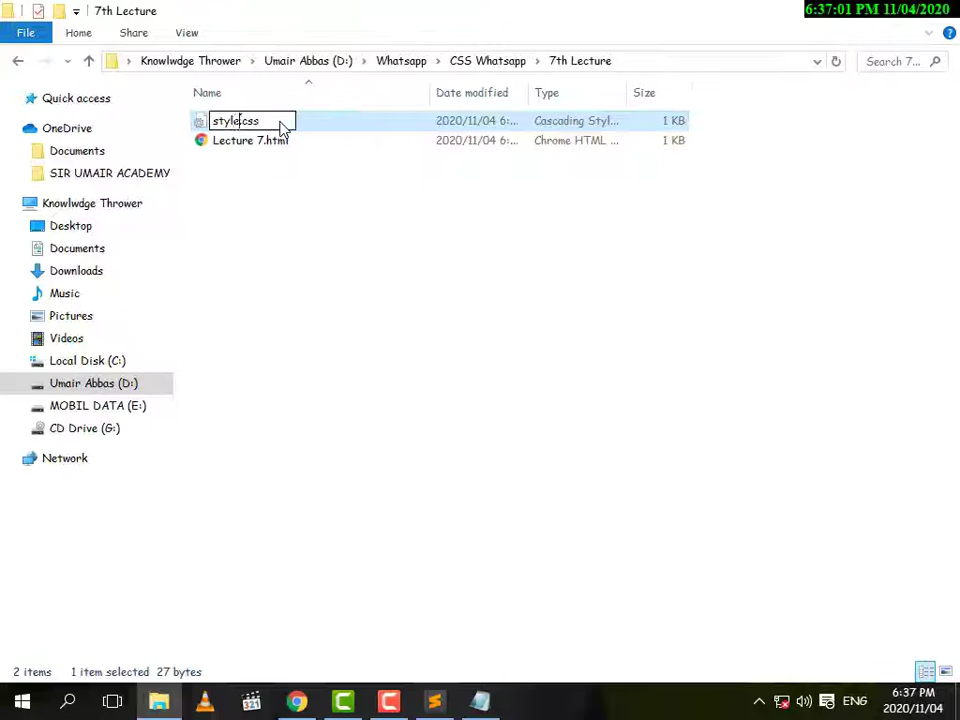 6:37:01 PM 11/04/2020
7th Lecture
File Home Share View
Knowlwdge Thrower Umair Abbas (D:) Whatsapp CSS Whatsapp 7th Lecture Search 7...
Name Date modified Type Size
style.css 2020/11/04 6:... Cascading Styl... 1 KB
Lecture 7.html 2020/11/04 6:... Chrome HTML ... 1 KB
Quick access
OneDrive
Documents
SIR UMAIR ACADEMY
Knowlwdge Thrower
Desktop
Documents
Downloads
Music
Pictures
Videos
Local Disk (C:)
Umair Abbas (D:)
MOBIL DATA (E:)
CD Drive (G:)
Network
2 items 1 item selected 27 bytes
321
ENG
6:37 PM
2020/11/04